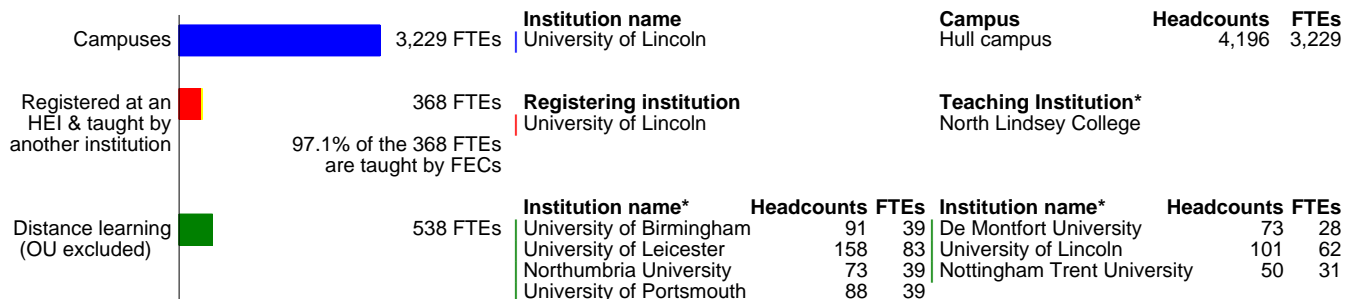 Institution name Campus Headcounts FTEs
Campuses 3,229 FTEs University of Lincoln Hull campus 4,196 3,229
Registered at an HEI & taught by another institution
368 FTEs Registering institution Teaching Institution*
University of Lincoln North Lindsey College
97.1% of the 368 FTEs
are taught by FECs
Institution name* Headcounts FTEs Institution name* Headcounts FTEs
Distance learning
(OU excluded)
538 FTEs University of Birmingham 91 39 De Montfort University 73 28
University of Leicester 158 83 University of Lincoln 101 62
Northumbria University 73 39 Nottingham Trent University 50 31
University of Portsmouth 88 39